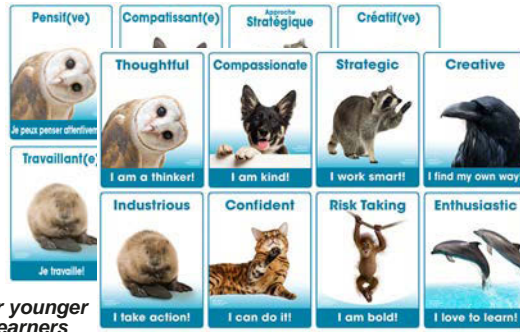 Pensif(ve)
Compatissant(e)
Approche
Stratégique
Créatif(ve)
Thoughtful
Compassionate
Strategic
Creative
Je peux penser
I am a thinker!
I am kind!
I work smart!
I find my own way!
Travaillant(e)
Industrious
Confident
Risk Taking
Enthusiastic
Je travaille!
I take action!
I can do it!
I am bold!
I love to learn!
younger